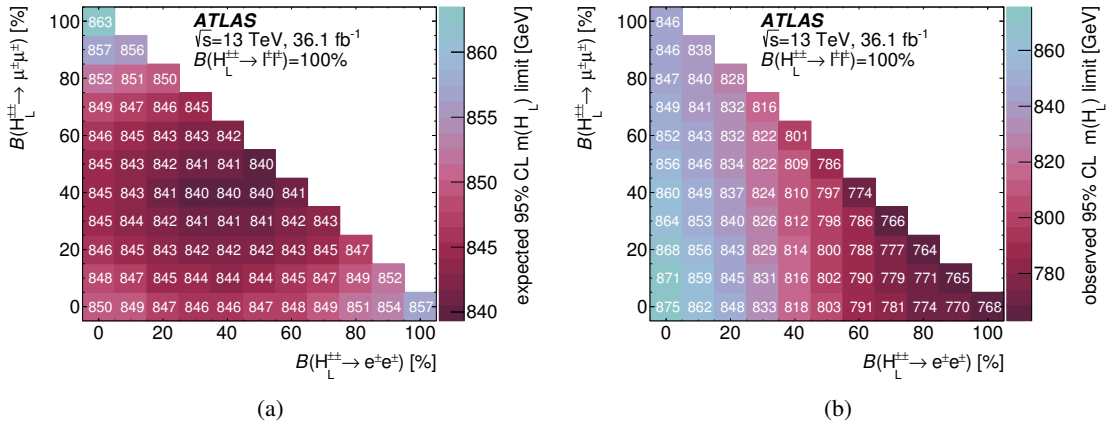 B(H_L^{±±} → μ^±μ^±) [%]
ATLAS
√s=13 TeV, 36.1 fb⁻¹
B(H_L^{±±} → l^±l^±)=100%
100 863
857 856
80 852 851 850
849 847 846 845
60 846 845 843 843 842
845 843 842 841 841 840
40 845 843 841 840 840 840 841
845 844 842 841 841 842 842 843
20 846 845 843 842 842 843 844 845 847
848 847 845 844 844 845 845 847 849 852
0 850 849 847 846 846 847 848 849 851 854 857
0 20 40 60 80 100
B(H_L^{±±} → e^±e^±) [%]
860
855
850
845
840
expected 95% CL m(H_L) limit [GeV]
(a)
B(H_L^{±±} → μ^±μ^±) [%]
ATLAS
√s=13 TeV, 36.1 fb⁻¹
B(H_L^{±±} → l^±l^±)=100%
100 846
846 838
80 847 840 828
849 841 832 816
60 852 843 832 822 801
856 846 834 822 809 786
40 860 849 837 824 810 797 774
864 853 840 826 812 798 786 766
20 868 856 843 829 814 800 788 777 764
871 859 845 831 816 802 790 779 771 765
0 875 862 848 833 818 803 791 781 774 770 768
0 20 40 60 80 100
B(H_L^{±±} → e^±e^±) [%]
860
840
820
800
780
observed 95% CL m(H_L) limit [GeV]
(b)